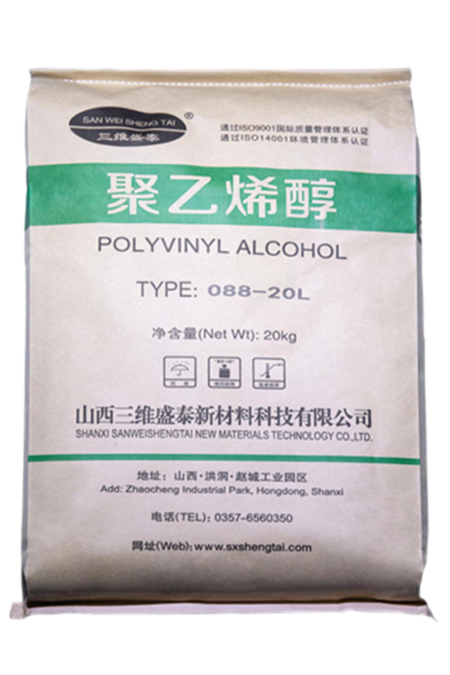 SAN WEI SHENG TAI
®
三维盛泰
通过ISO9001国际质量管理体系认证
通过ISO14001环境管理体系认证
聚乙烯醇
POLYVINYL ALCOHOL
TYPE: 088-20L
净含量(Net Wt): 20kg
山西三维盛泰新材料科技有限公司
SHANXI SANWEISHENGTAI NEW MATERIALS TECHNOLOGY CO.,LTD.
地址: 山西·洪洞·赵城工业园区
Add: Zhaocheng Industrial Park, Hongdong, Shanxi
电话(TEL): 0357-6560350
网址(Web): www.sxshengtai.com